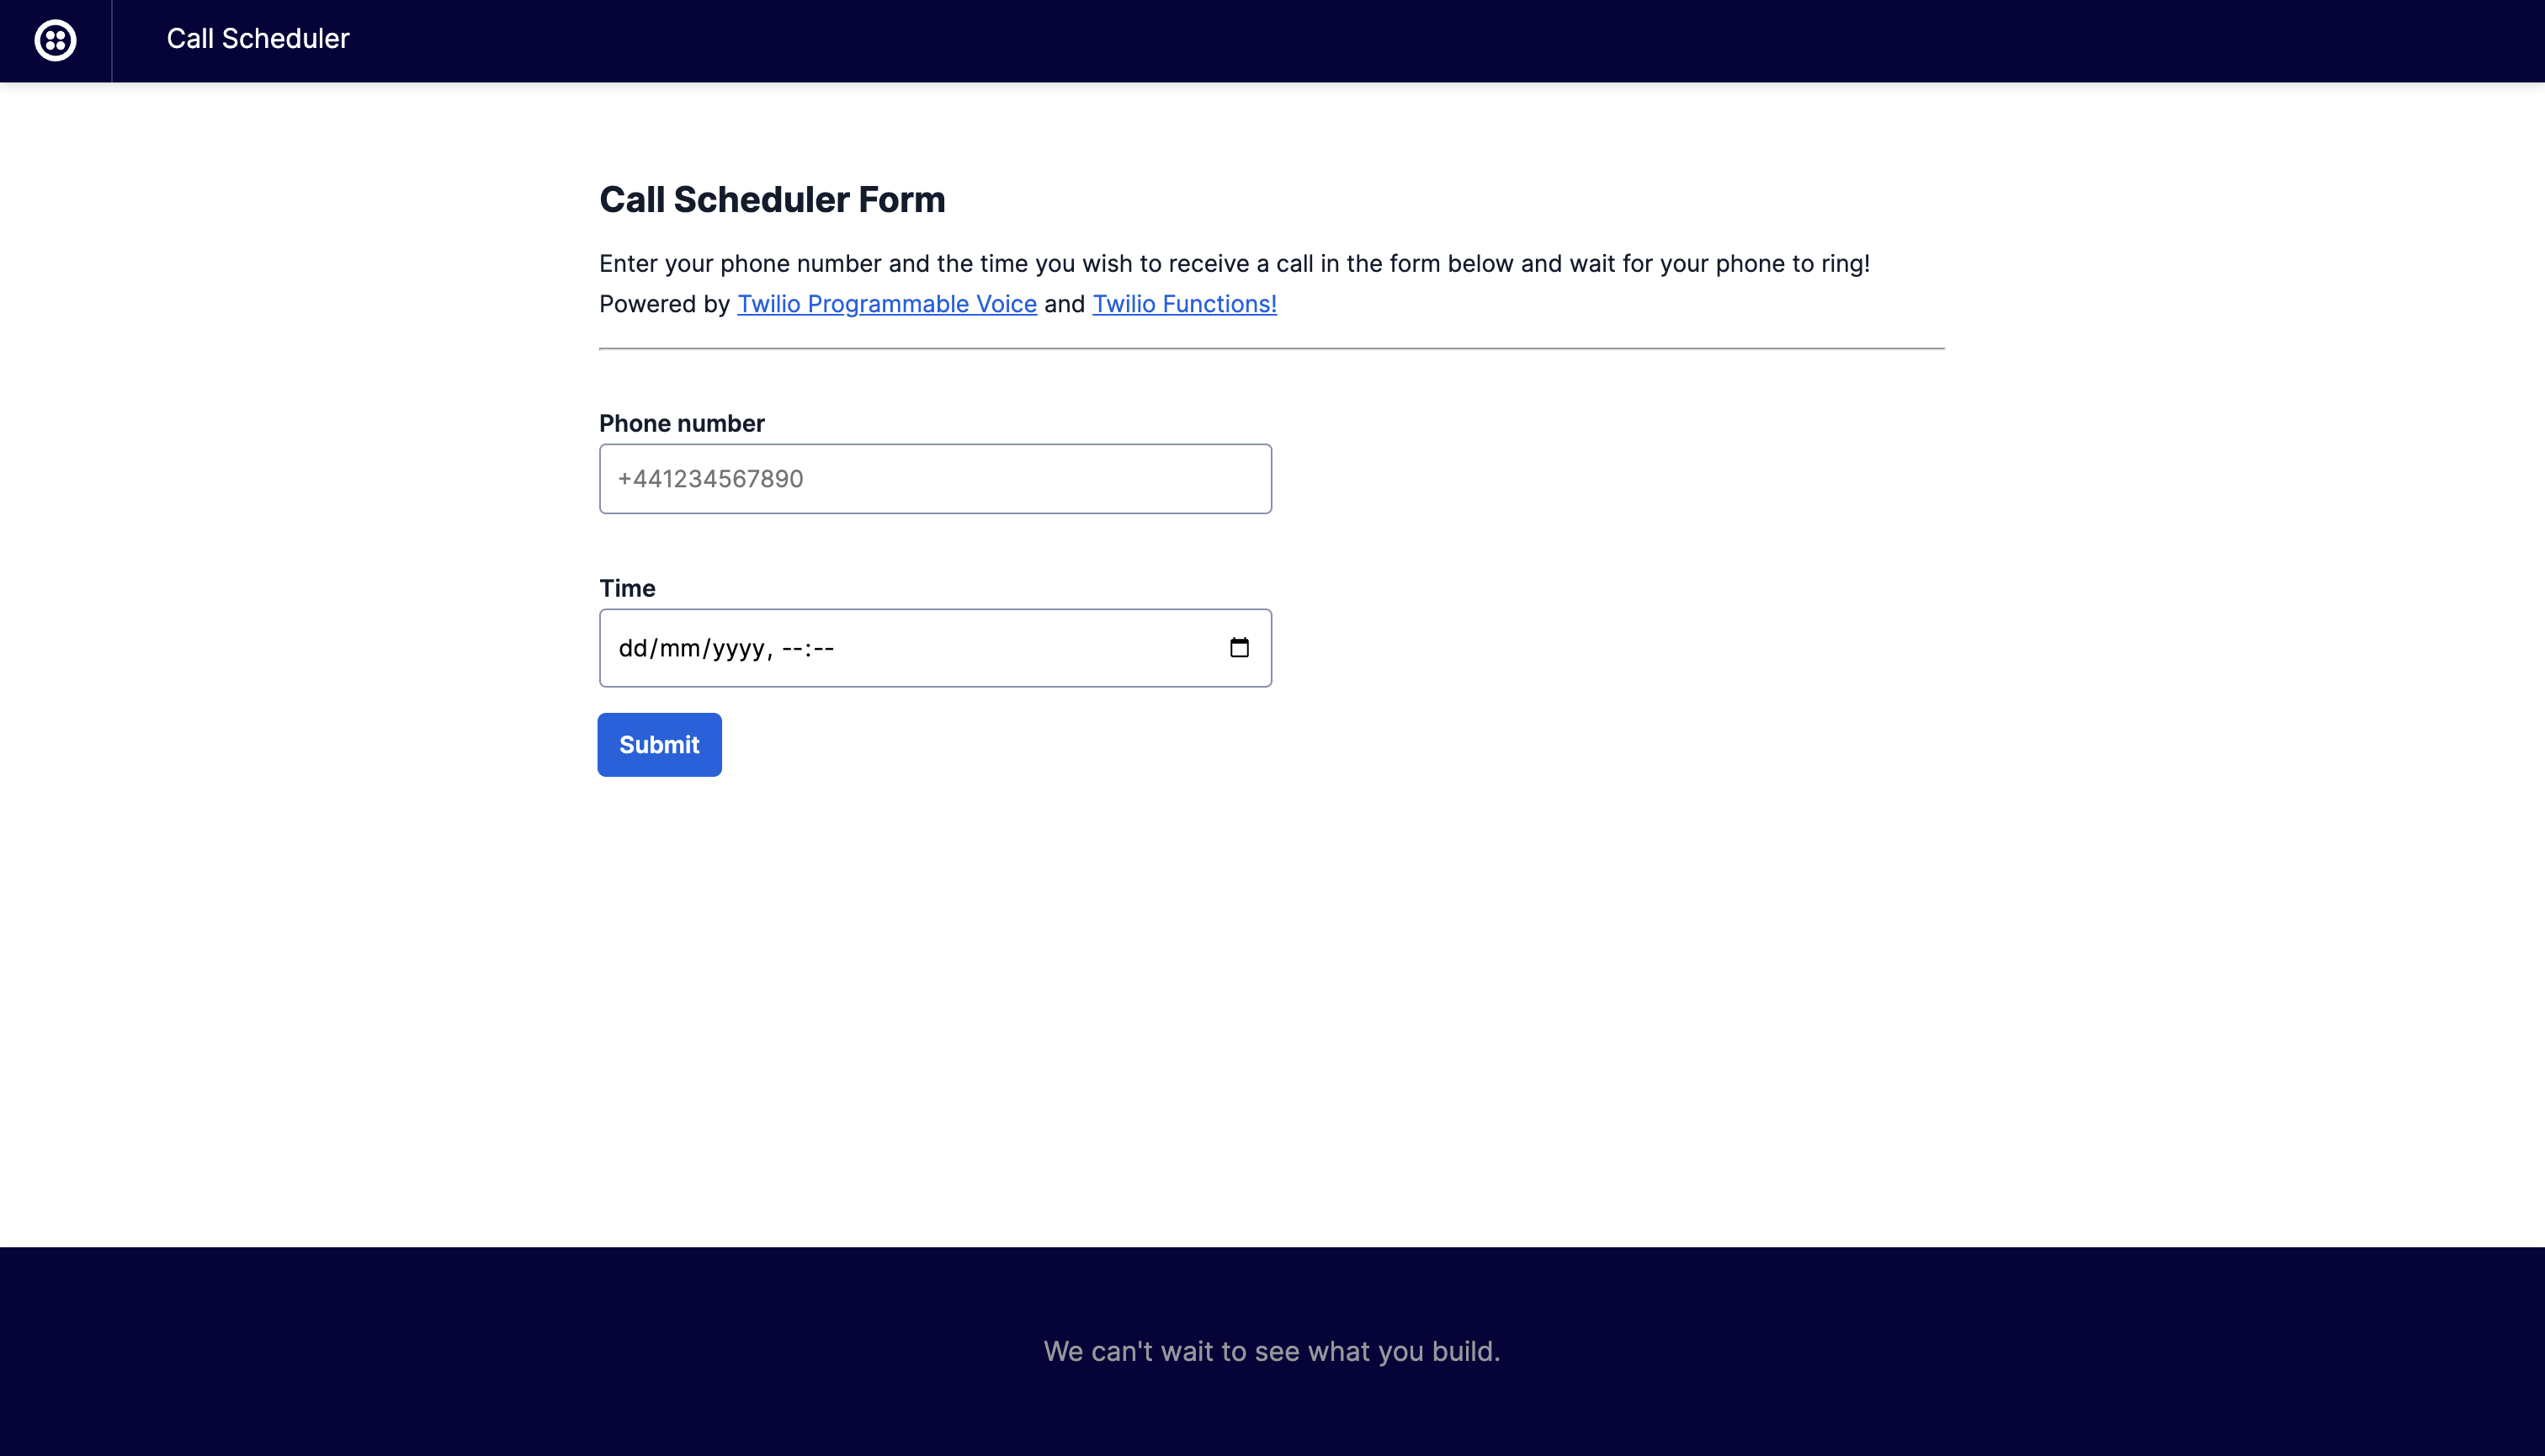 Call Scheduler
Call Scheduler Form
Enter your phone number and the time you wish to receive a call in the form below and wait for your phone to ring!
Powered by Twilio Programmable Voice and Twilio Functions!
Phone number
+441234567890
Time
dd/mm/yyyy, --:--
Submit
We can't wait to see what you build.